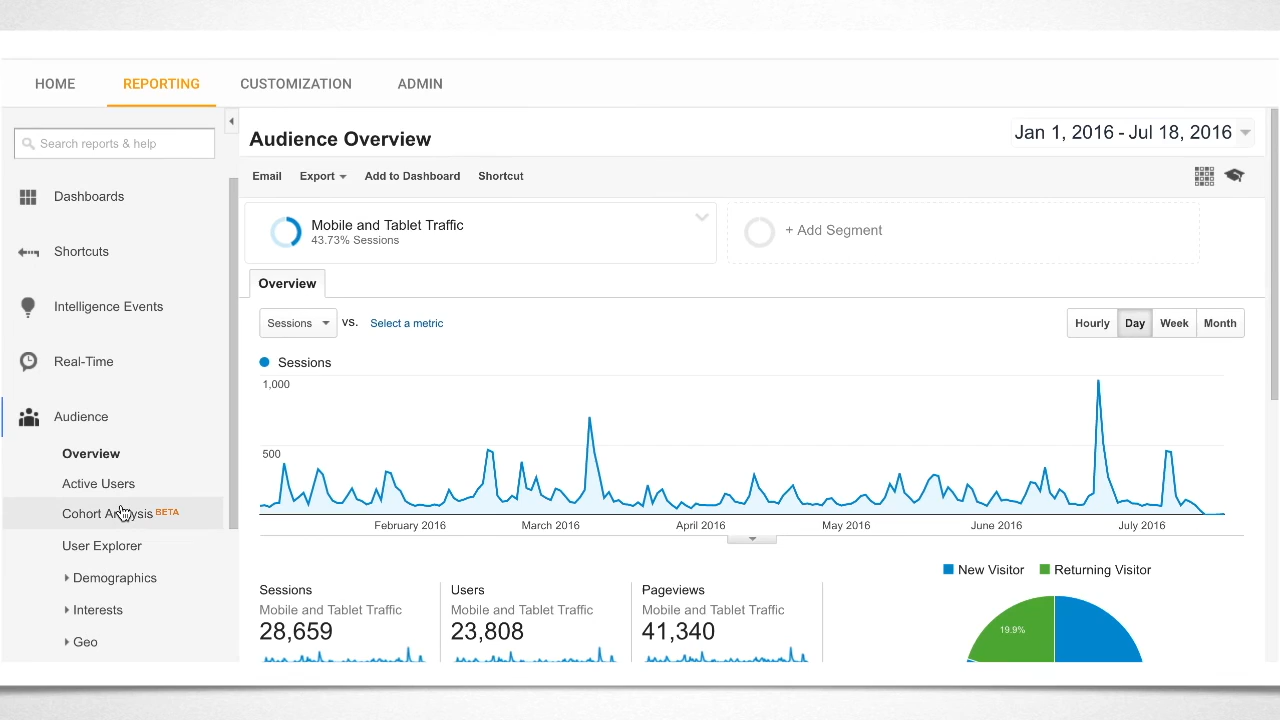 HOME REPORTING CUSTOMIZATION ADMIN
Search reports & help
Dashboards
Shortcuts
Intelligence Events
Real-Time
Audience
Overview
Active Users
Cohort Analysis BETA
User Explorer
Demographics
Interests
Geo
Audience Overview
Jan 1, 2016 - Jul 18, 2016
Email Export Add to Dashboard Shortcut
Mobile and Tablet Traffic
43.73% Sessions
+ Add Segment
Overview
Sessions VS. Select a metric
Hourly Day Week Month
Sessions
1,000
500
February 2016 March 2016 April 2016 May 2016 June 2016 July 2016
Sessions
Mobile and Tablet Traffic
28,659
Users
Mobile and Tablet Traffic
23,808
Pageviews
Mobile and Tablet Traffic
41,340
New Visitor Returning Visitor
19.9%